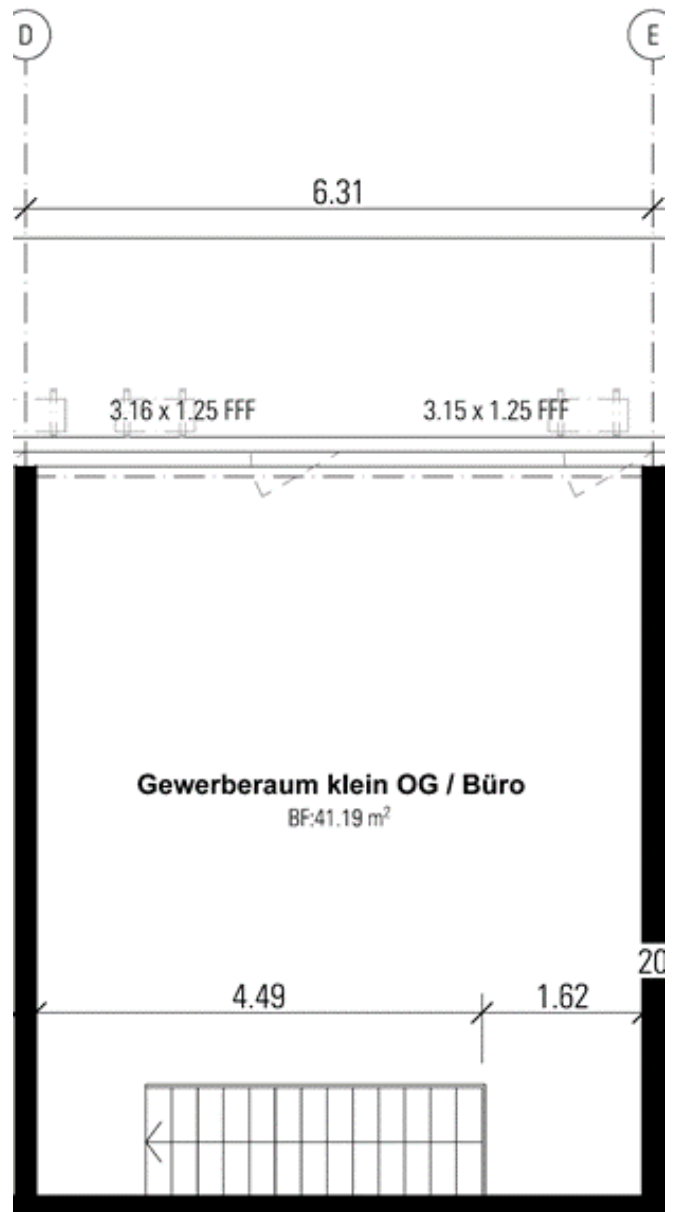 D
E
6.31
3.16 x 1.25 FFF
3.15 x 1.25 FFF
Gewerberaum klein OG / Büro
BF:41.19 m²
20
4.49
1.62